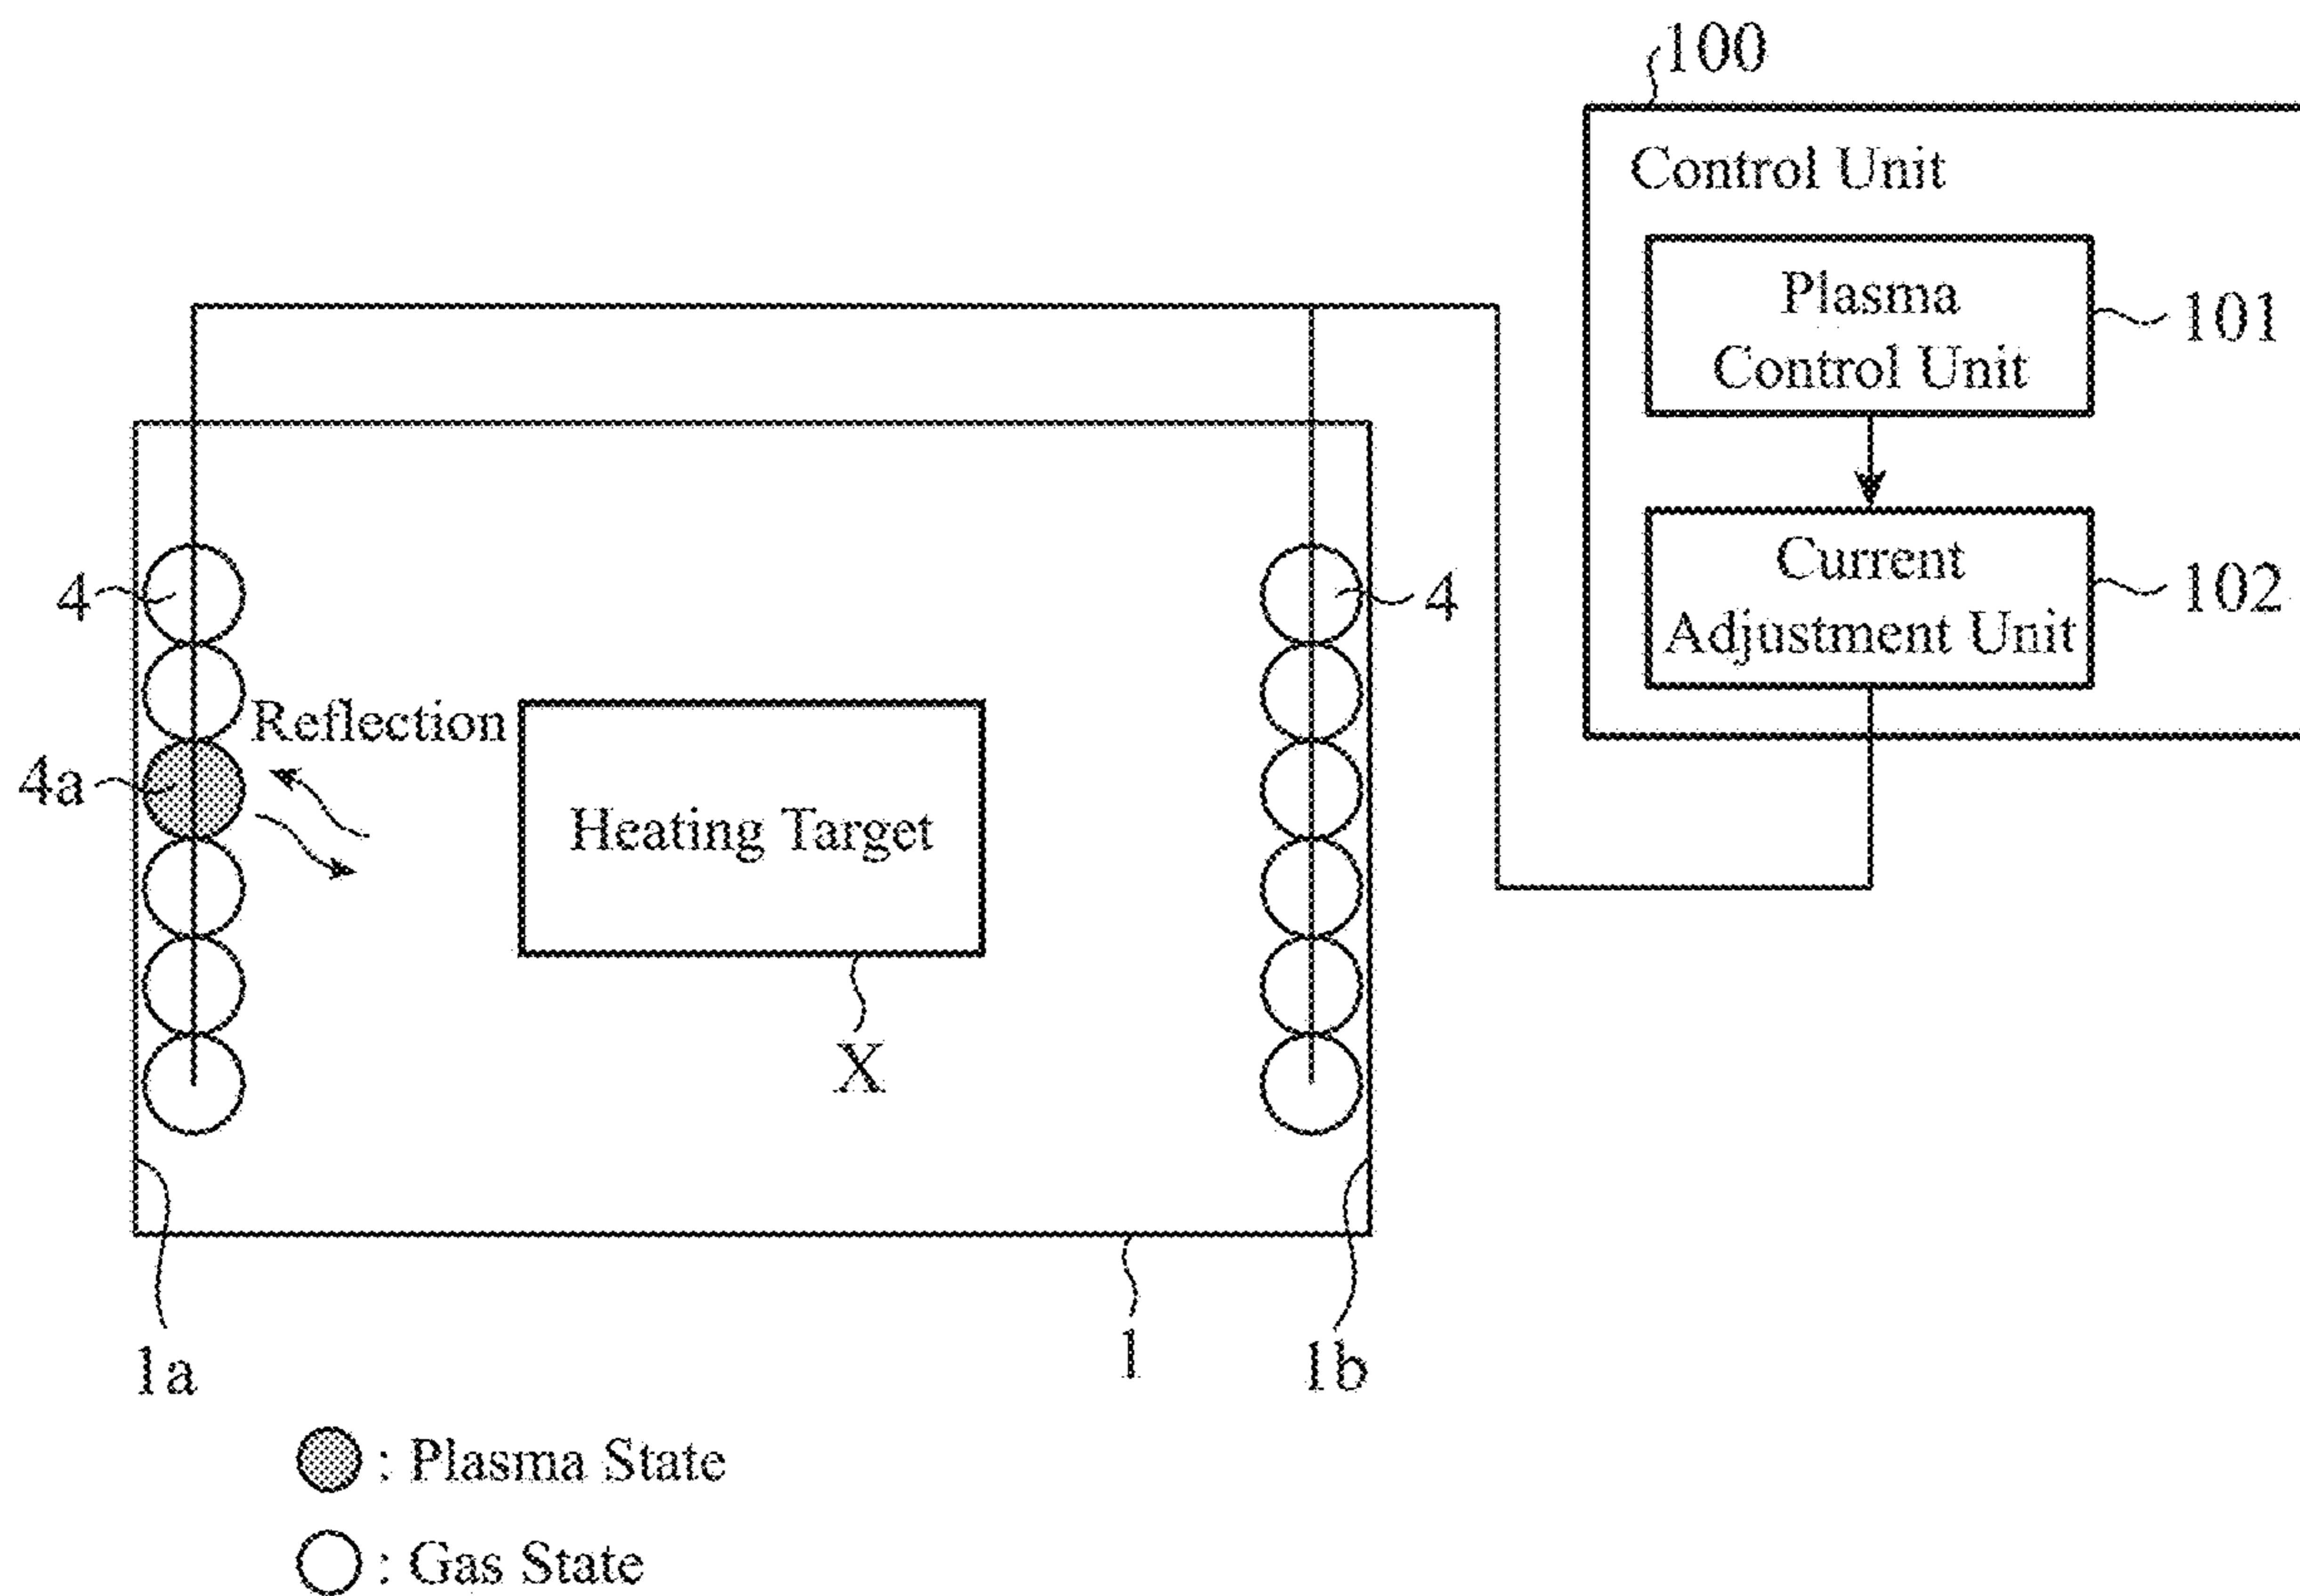 100
Control Unit
Plasma
Control Unit
101
Current
Adjustment Unit
102
4
4
Reflection
4a
Heating Target
X
1a
1
1b
: Plasma State
: Gas State